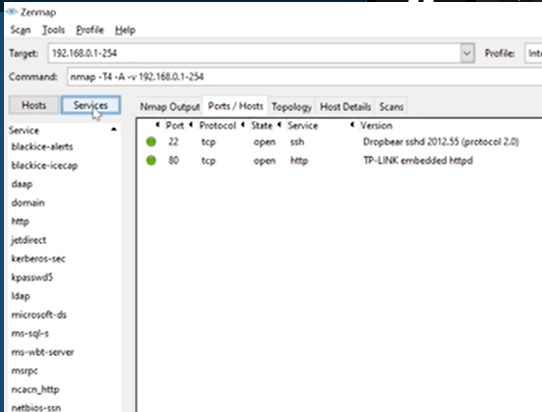 Zenmap
Scan Tools Profile Help
Target: 192.168.0.1-254 Profile: Inte
Command: nmap -T4 -A -v 192.168.0.1-254
Hosts Services
Nmap Output Ports / Hosts Topology Host Details Scans
Service
Port Protocol State Service Version
22 tcp open ssh Dropbear sshd 2012.55 (protocol 2.0)
80 tcp open http TP-LINK embedded httpd
blackice-alerts
blackice-icecap
daap
domain
http
jetdirect
kerberos-sec
kpasswd5
ldap
microsoft-ds
ms-sql-s
ms-wbt-server
msrpc
ncacn_http
netbios-ssn